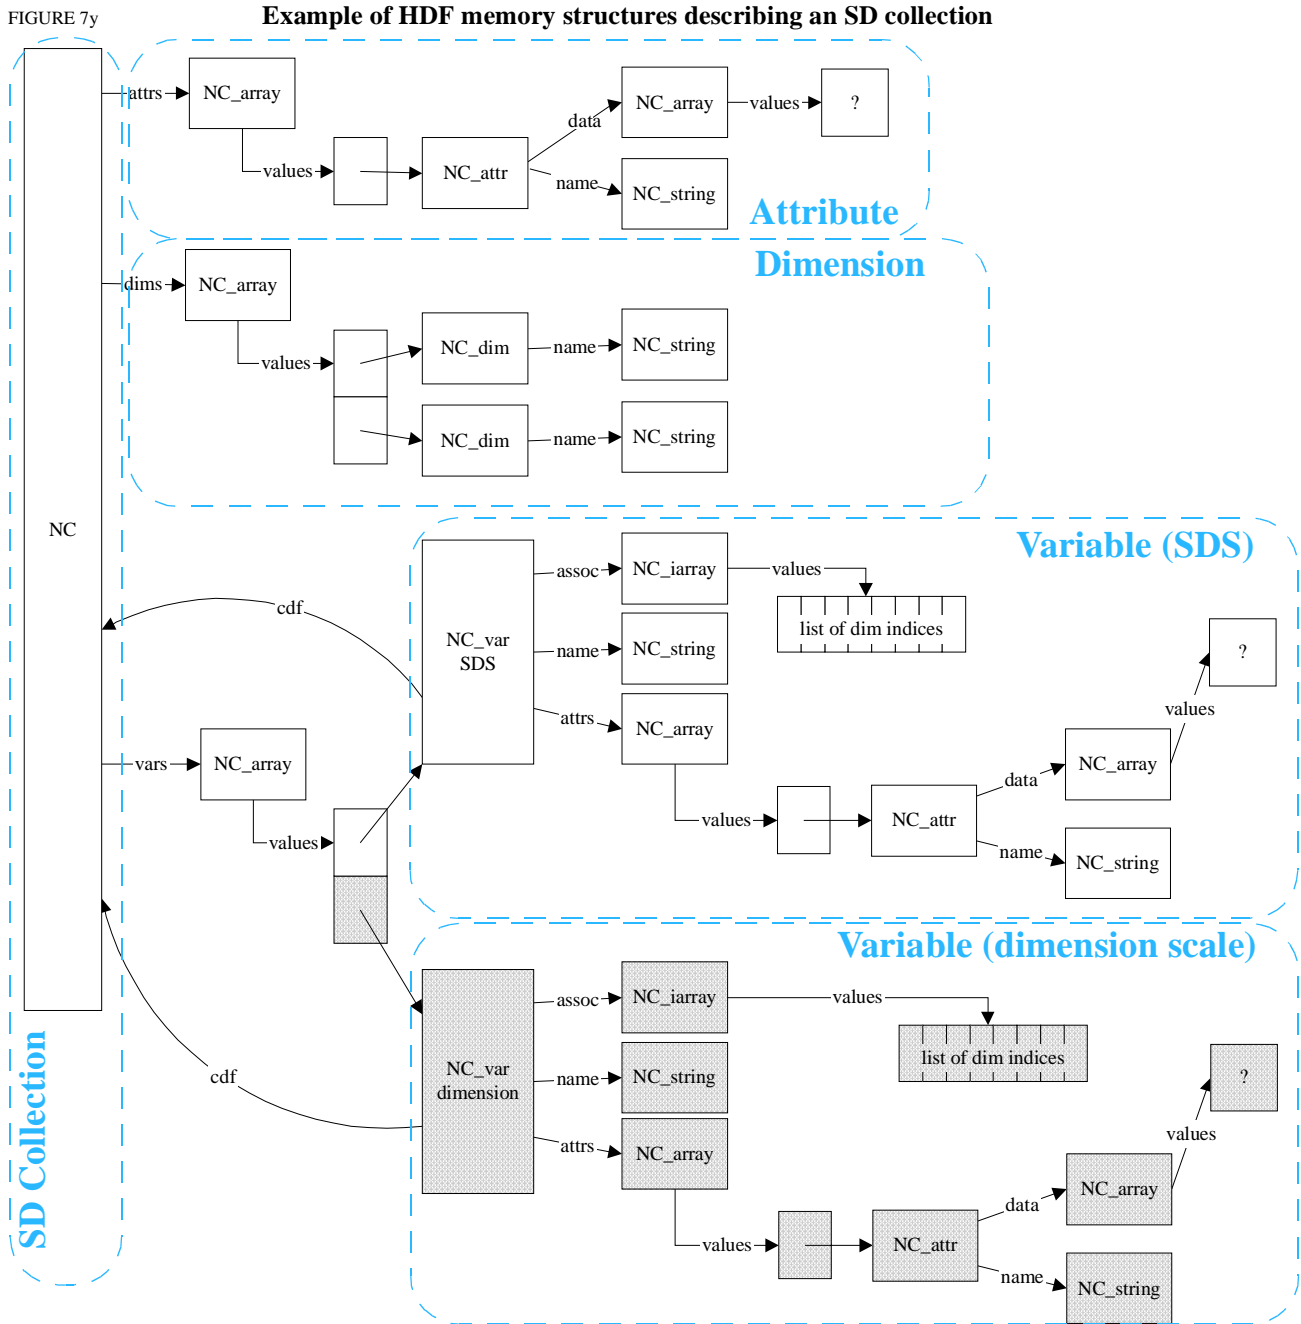 FIGURE 7y
Example of HDF memory structures describing an SD collection
attrs
NC_array
values
NC_attr
data
NC_array
values
?
name
NC_string
Attribute
Dimension
dims
NC_array
values
NC_dim
name
NC_string
NC_dim
name
NC_string
NC
SD Collection
Variable (SDS)
cdf
vars
NC_array
values
NC_var
SDS
assoc
NC_iarray
values
list of dim indices
name
NC_string
attrs
NC_array
values
NC_attr
data
NC_array
values
?
name
NC_string
Variable (dimension scale)
cdf
NC_var
dimension
assoc
NC_iarray
values
list of dim indices
name
NC_string
attrs
NC_array
values
NC_attr
data
NC_array
values
?
name
NC_string